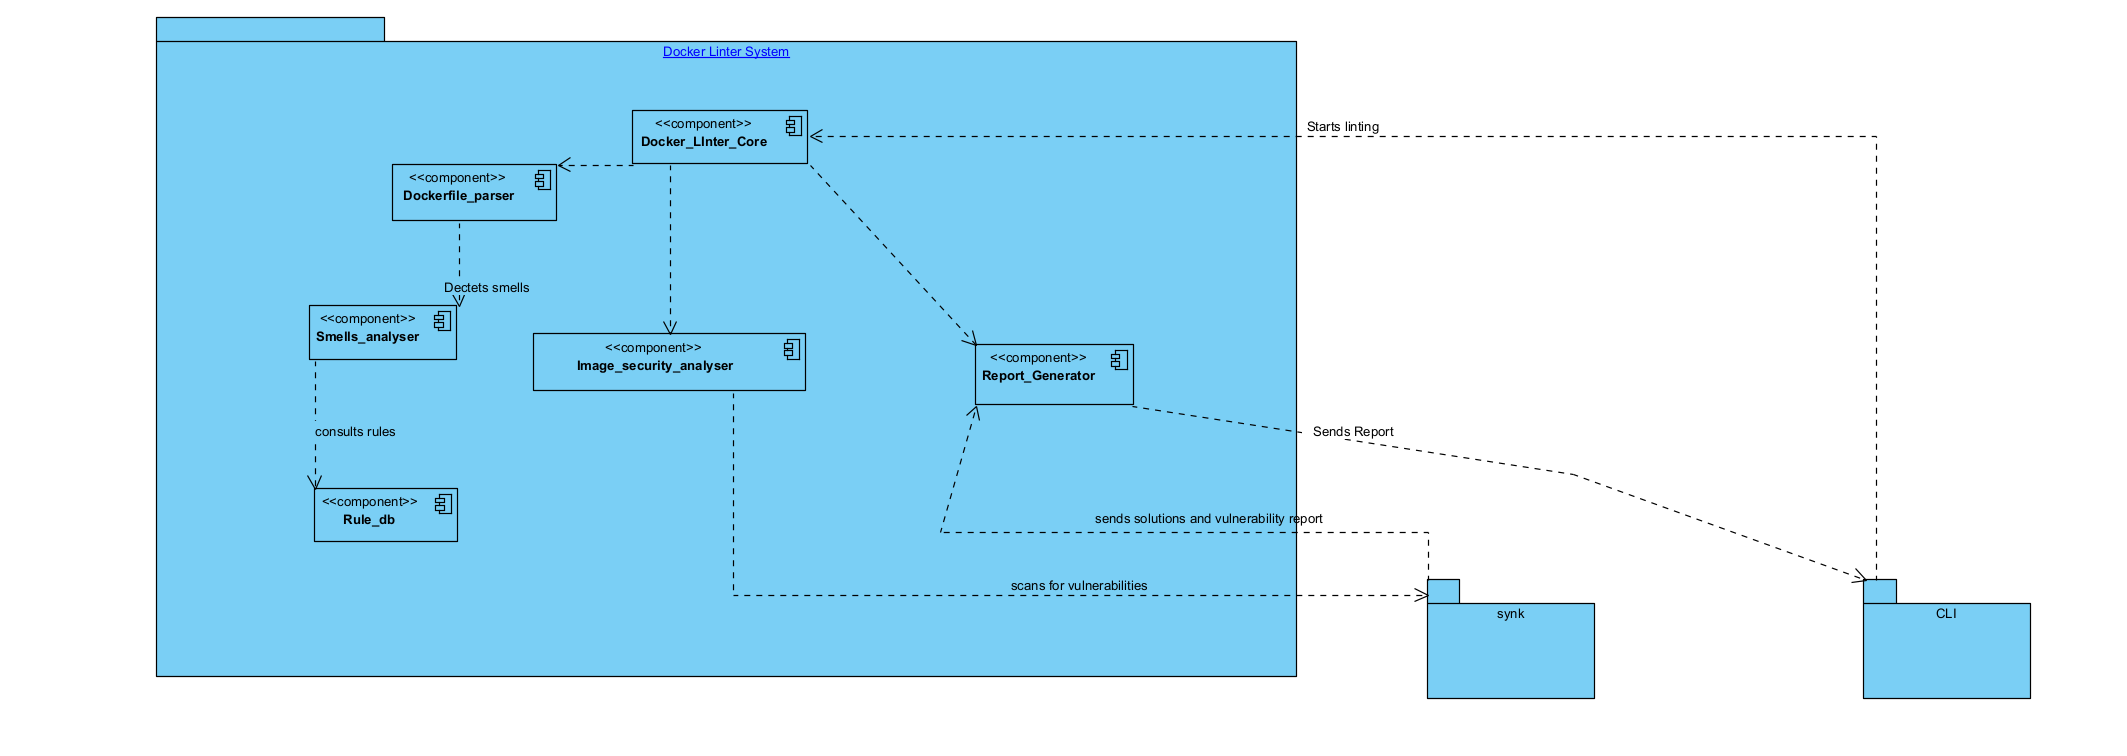 Docker Linter System
<<component>>
Docker_LInter_Core
Starts linting
<<component>>
Dockerfile_parser
Dectets smells
<<component>>
Smells_analyser
<<component>>
Image_security_analyser
<<component>>
Report_Generator
consults rules
Sends Report
<<component>>
Rule_db
sends solutions and vulnerability report
scans for vulnerabilities
synk
CLI